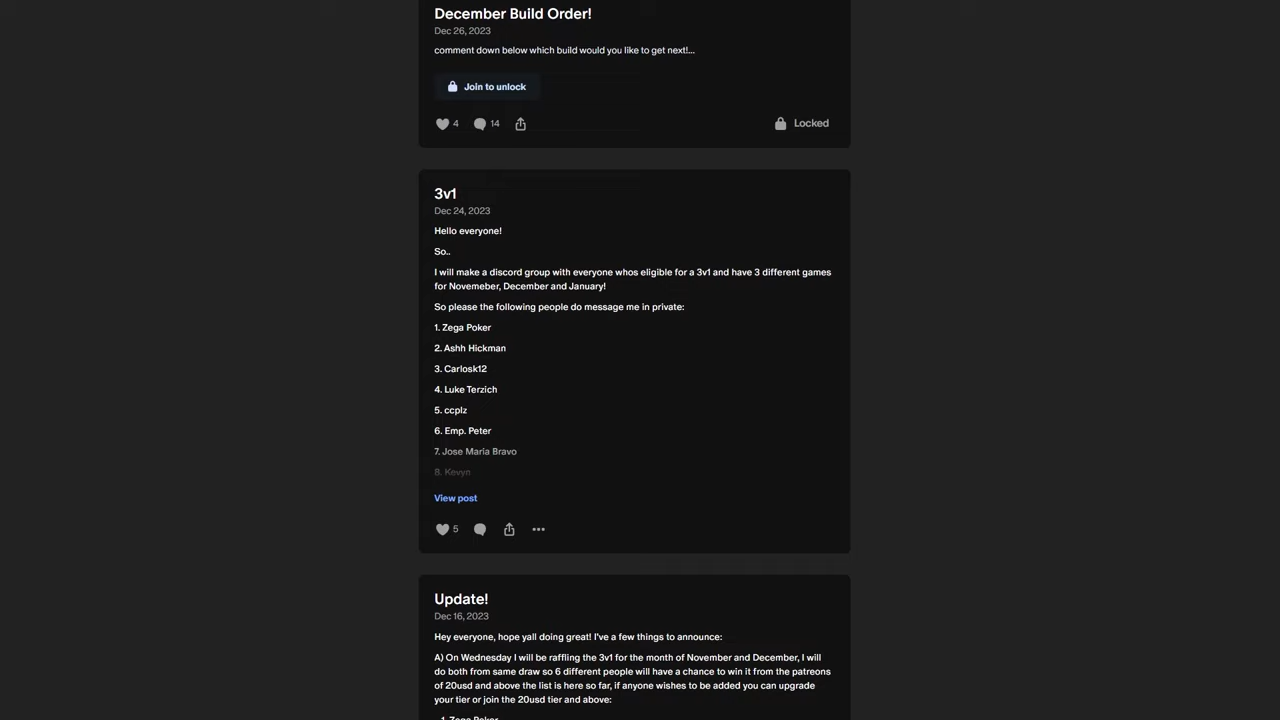 December Build Order!
Dec 26, 2023
comment down below which build would you like to get next!...
Join to unlock
4 14 Locked
3v1
Dec 24, 2023
Hello everyone!
So..
I will make a discord group with everyone whos eligible for a 3v1 and have 3 different games
for Novemeber, December and January!
So please the following people do message me in private:
1. Zega Poker
2. Ashh Hickman
3. Carlosk12
4. Luke Terzich
5. ccplz
6. Emp. Peter
7. Jose Maria Bravo
8. Kevyn
View post
5
Update!
Dec 16, 2023
Hey everyone, hope yall doing great! I've a few things to announce:
A) On Wednesday I will be raffling the 3v1 for the month of November and December, I will
do both from same draw so 6 different people will have a chance to win it from the patreons
of 20usd and above the list is here so far, if anyone wishes to be added you can upgrade
your tier or join the 20usd tier and above:
1. Zega Poker